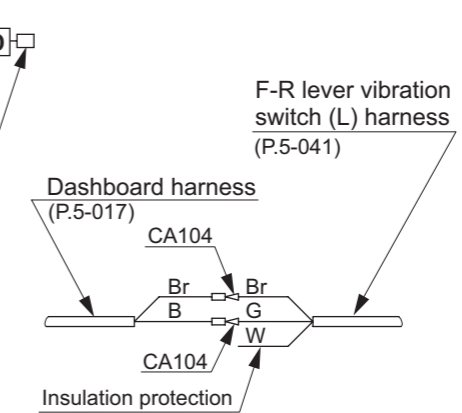 F-R lever vibration
switch (L) harness
(P.5-041)
Dashboard harness
(P.5-017)
CA104
Br Br
B G
W
CA104
Insulation protection